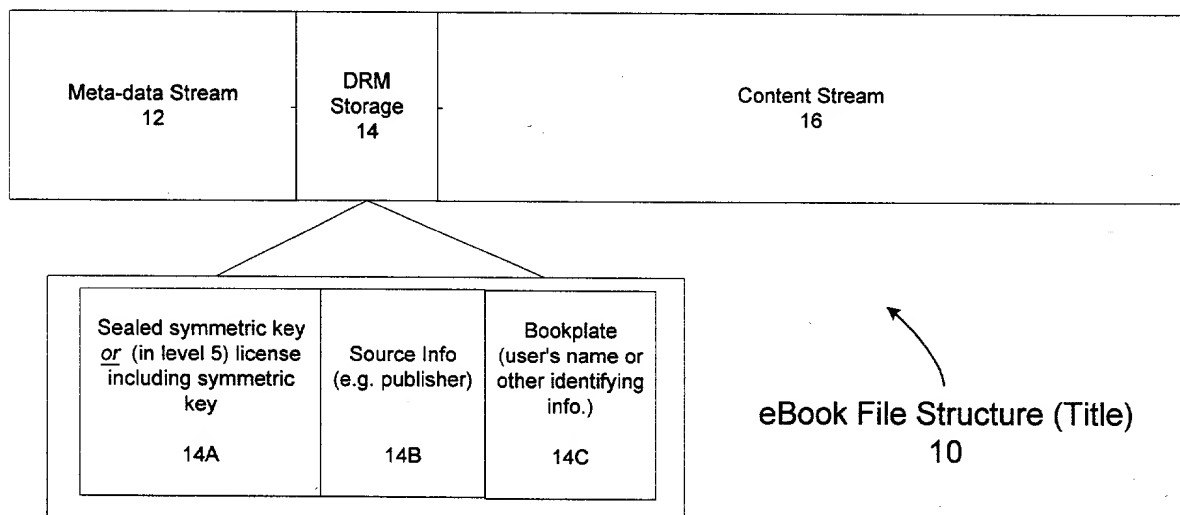 Meta-data Stream
12
DRM
Storage
14
Content Stream
16
Sealed symmetric key
or (in level 5) license
including symmetric
key
14A
Source Info
(e.g. publisher)
14B
Bookplate
(user's name or
other identifying
info.)
14C
eBook File Structure (Title)
10